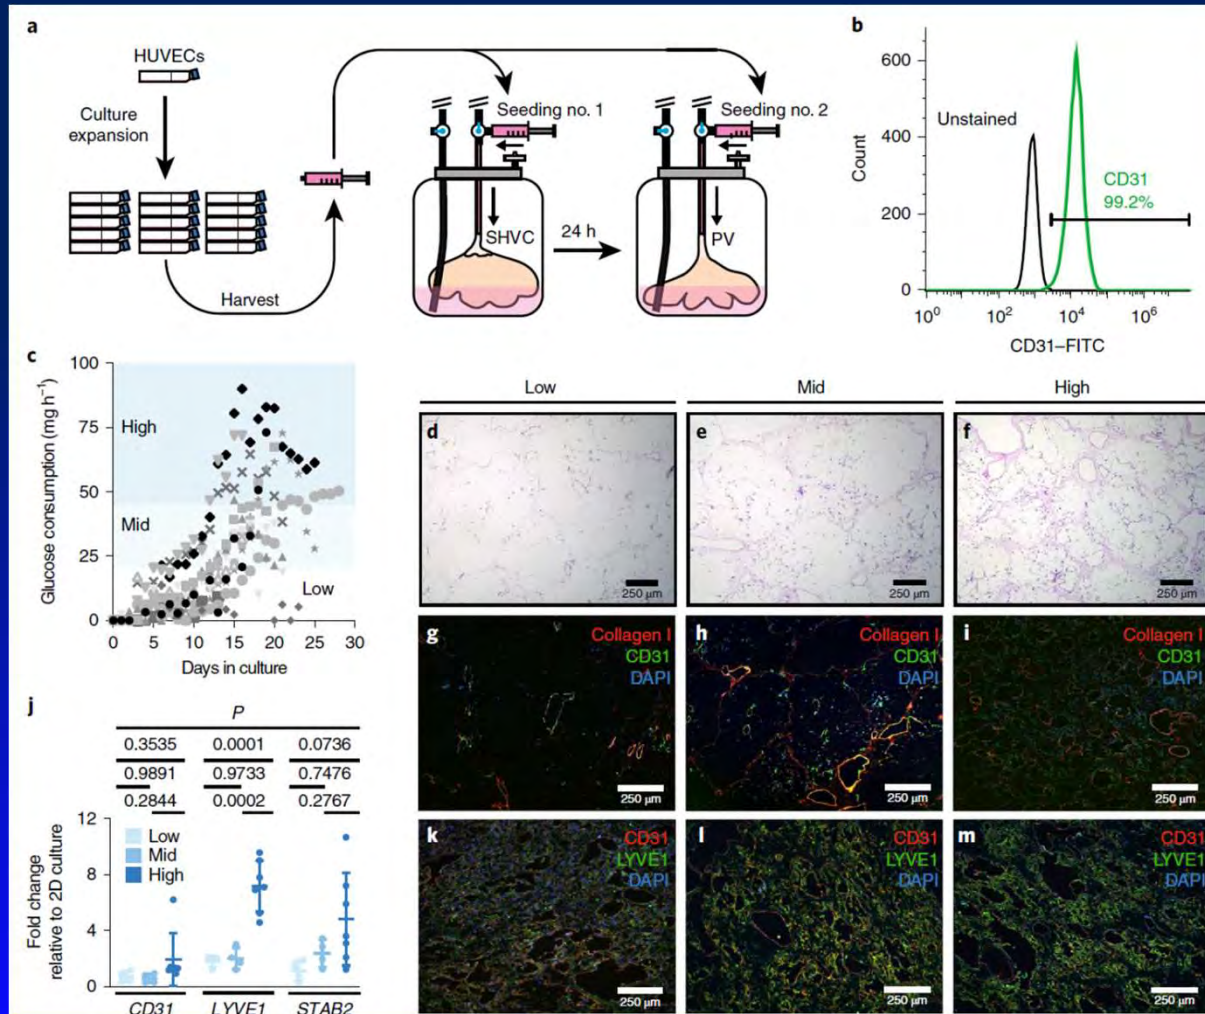 a
HUVECs
Culture
expansion
Harvest
Seeding no. 1
SHVC
24 h
Seeding no. 2
PV
b
Unstained
CD31
99.2%
Count
600
400
200
0
10⁰
10²
10⁴
10⁶
CD31–FITC
c
Glucose consumption (mg h⁻¹)
100
75
50
25
0
High
Mid
Low
0
5
10
15
20
25
30
Days in culture
Low
Mid
High
d
250 µm
e
250 µm
f
250 µm
g
Collagen I
CD31
DAPI
250 µm
h
Collagen I
CD31
DAPI
250 µm
i
Collagen I
CD31
DAPI
250 µm
j
P
0.3535
0.0001
0.0736
0.9891
0.9733
0.7476
0.2844
0.0002
0.2767
Fold change
relative to 2D culture
12
8
4
0
Low
Mid
High
CD31
LYVE1
STAB2
k
CD31
LYVE1
DAPI
250 µm
l
CD31
LYVE1
DAPI
250 µm
m
CD31
LYVE1
DAPI
250 µm